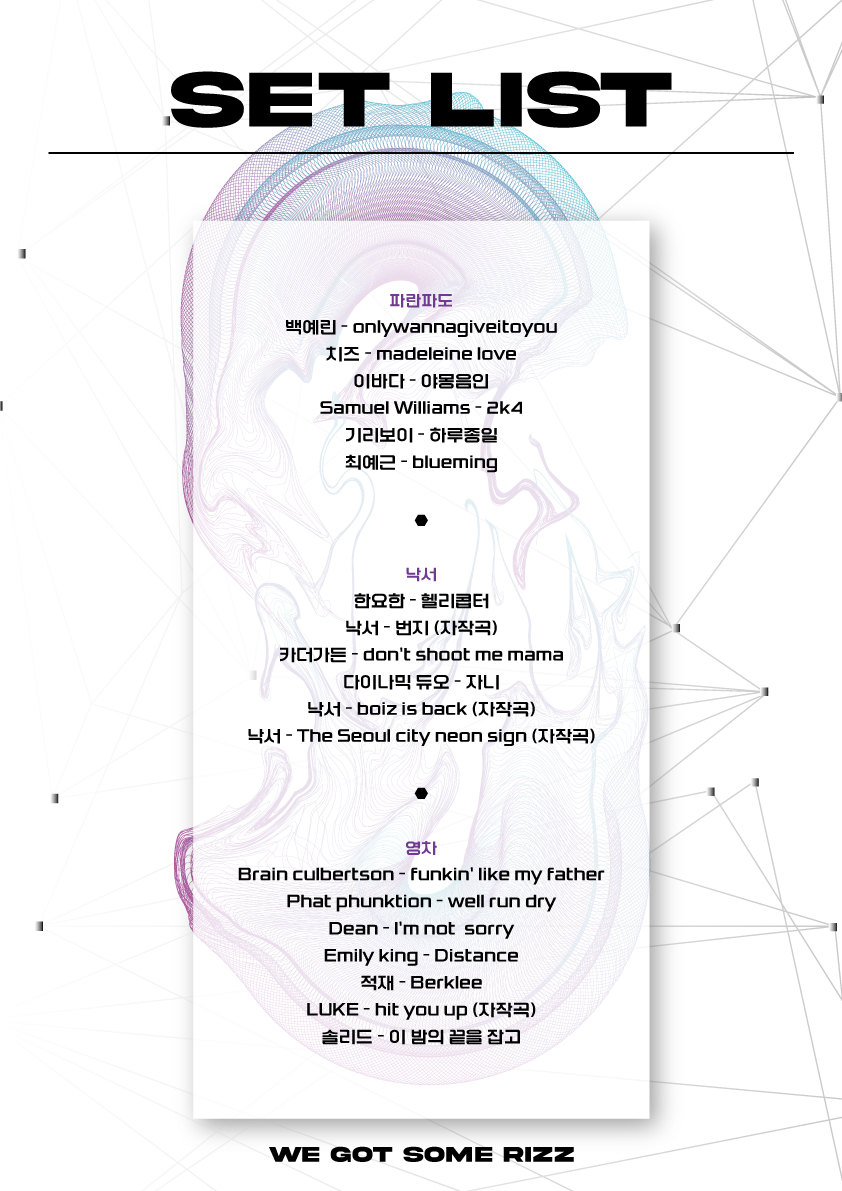 SET LIST
파란파도
백예린 - onlywannagiveitoyou
치즈 - madeleine love
이바다 - 야몽음인
Samuel Williams - 2k4
기리보이 - 하루종일
최예근 - blueming
낙서
한요한 - 헬리콥터
낙서 - 번지 (자작곡)
카더가든 - don't shoot me mama
다이나믹 듀오 - 자니
낙서 - boiz is back (자작곡)
낙서 - The Seoul city neon sign (자작곡)
영차
Brain culbertson - funkin' like my father
Phat phunktion - well run dry
Dean - I'm not  sorry
Emily king - Distance
적재 - Berklee
LUKE - hit you up (자작곡)
솔리드 - 이 밤의 끝을 잡고
WE GOT SOME RIZZ